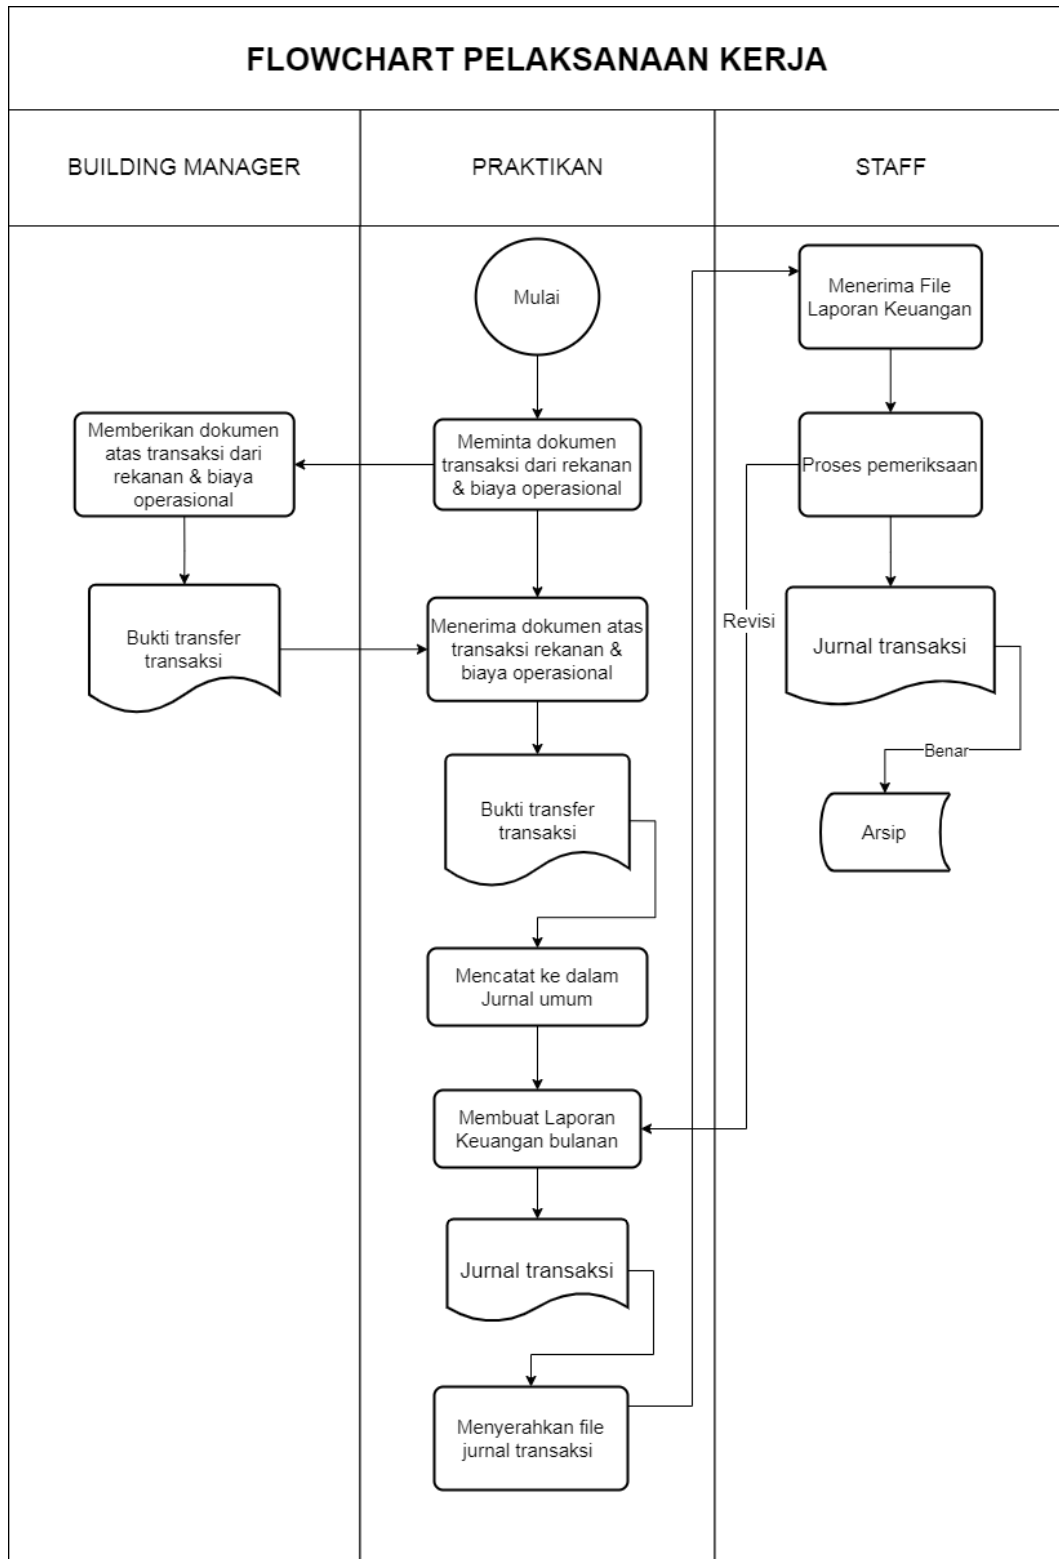 FLOWCHART PELAKSANAAN KERJA
BUILDING MANAGER
PRAKTIKAN
STAFF
Mulai
Meminta dokumen
transaksi dari rekanan
& biaya operasional
Memberikan dokumen
atas transaksi dari
rekanan & biaya
operasional
Bukti transfer
transaksi
Menerima dokumen atas
transaksi rekanan &
biaya operasional
Bukti transfer
transaksi
Mencatat ke dalam
Jurnal umum
Membuat Laporan
Keuangan bulanan
Jurnal transaksi
Menyerahkan file
jurnal transaksi
Menerima File
Laporan Keuangan
Proses pemeriksaan
Revisi
Jurnal transaksi
Benar
Arsip